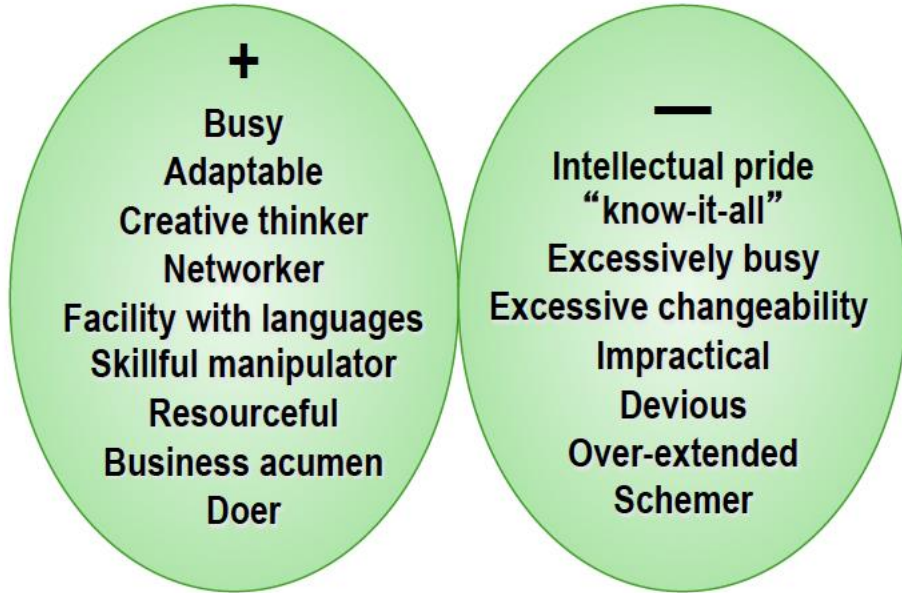 +
Busy
Adaptable
Creative thinker
Networker
Facility with languages
Skillful manipulator
Resourceful
Business acumen
Doer
—
Intellectual pride
“know-it-all”
Excessively busy
Excessive changeability
Impractical
Devious
Over-extended
Schemer